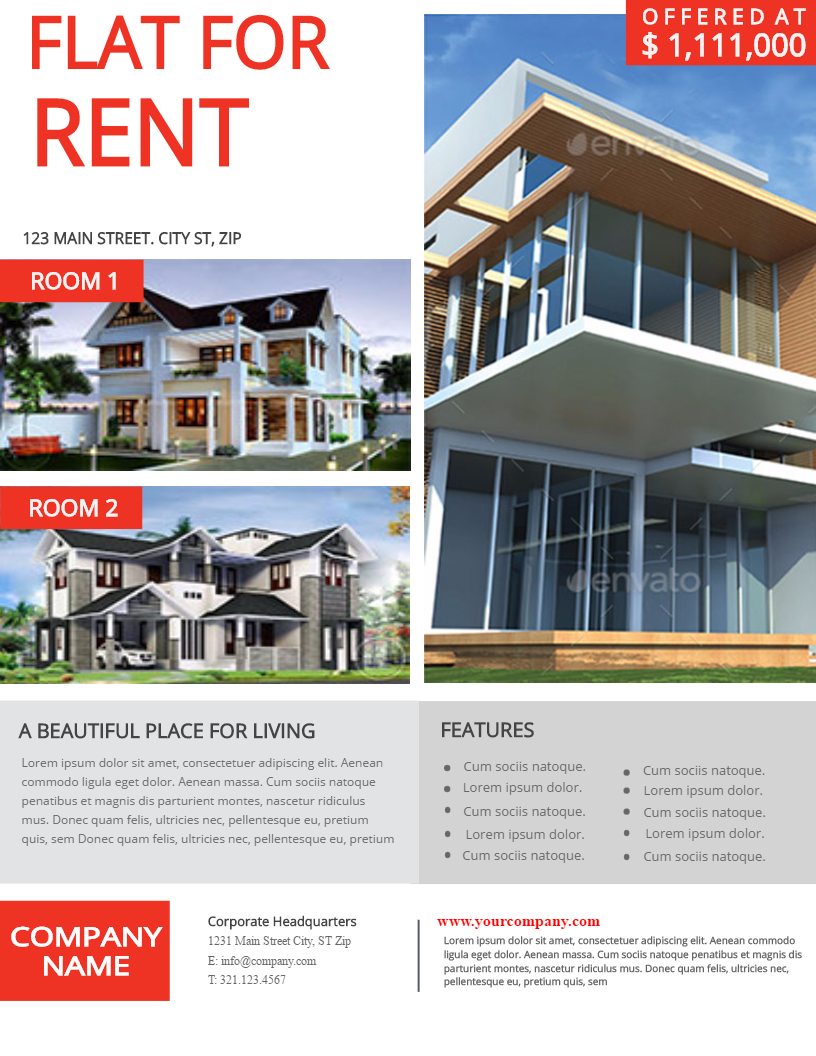 FLAT FOR
RENT
OFFERED AT
$ 1,111,000
123 MAIN STREET. CITY ST, ZIP
ROOM 1
ROOM 2
envato
envato
A BEAUTIFUL PLACE FOR LIVING
Lorem ipsum dolor sit amet, consectetuer adipiscing elit. Aenean
commodo ligula eget dolor. Aenean massa. Cum sociis natoque
penatibus et magnis dis parturient montes, nascetur ridiculus
mus. Donec quam felis, ultricies nec, pellentesque eu, pretium
quis, sem Donec quam felis, ultricies nec, pellentesque eu, pretium
FEATURES
• Cum sociis natoque.
• Lorem ipsum dolor.
• Cum sociis natoque.
• Lorem ipsum dolor.
• Cum sociis natoque.
• Cum sociis natoque.
• Lorem ipsum dolor.
• Cum sociis natoque.
• Lorem ipsum dolor.
• Cum sociis natoque.
COMPANY
NAME
Corporate Headquarters
1231 Main Street City, ST Zip
E: info@company.com
T: 321.123.4567
www.yourcompany.com
Lorem ipsum dolor sit amet, consectetuer adipiscing elit. Aenean commodo
ligula eget dolor. Aenean massa. Cum sociis natoque penatibus et magnis dis
parturient montes, nascetur ridiculus mus. Donec quam felis, ultricies nec,
pellentesque eu, pretium quis, sem